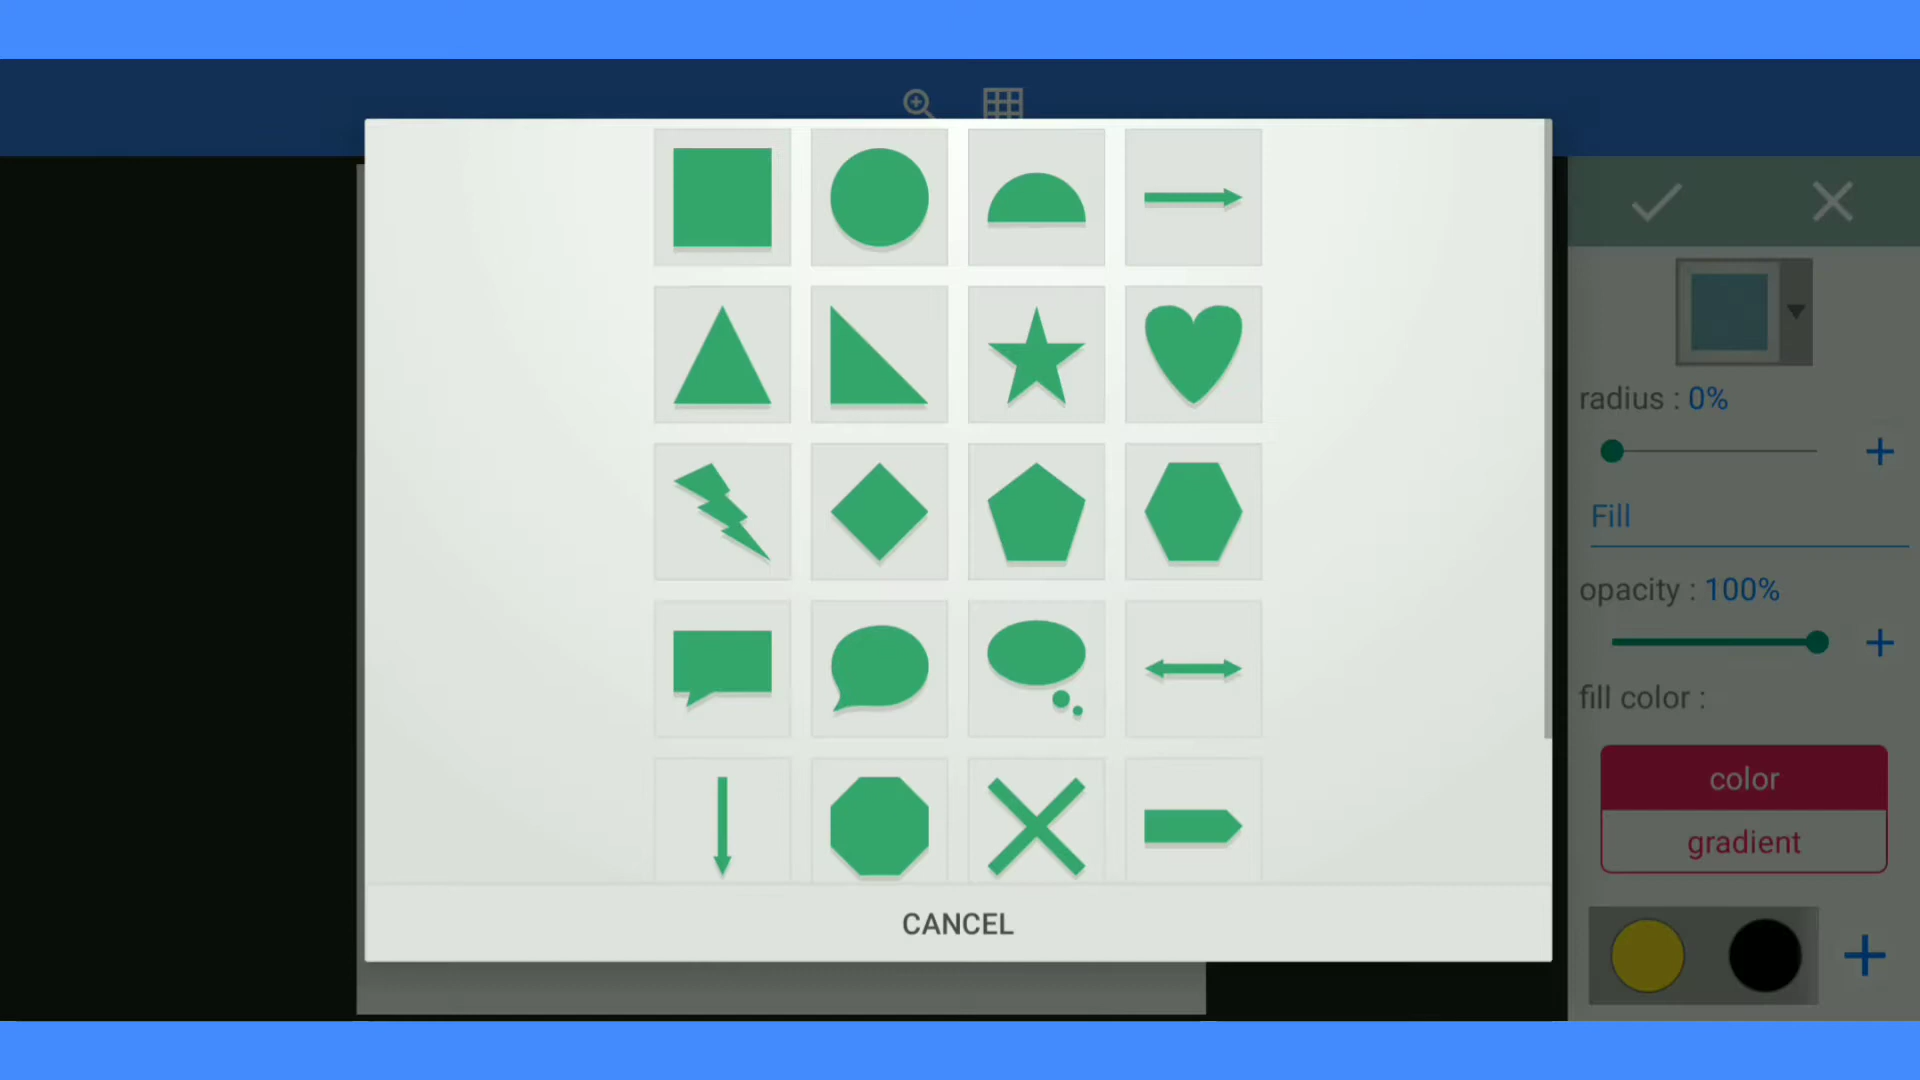 radius : 0%
Fill
opacity : 100%
fill color :
color
gradient
CANCEL